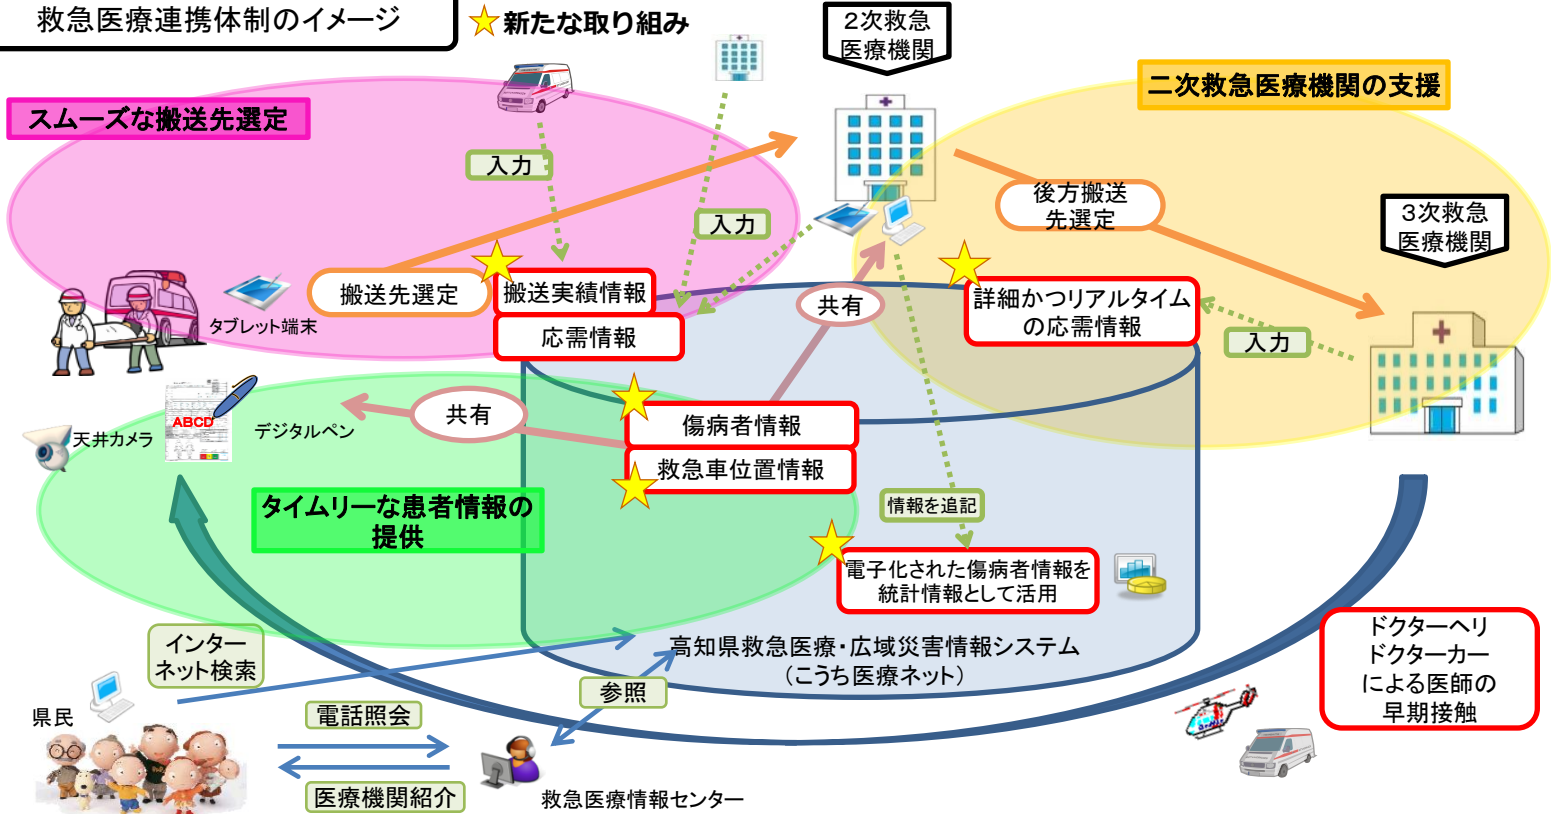 救急医療連携体制のイメージ
新たな取り組み
2次救急
医療機関
二次救急医療機関の支援
スムーズな搬送先選定
入力
後方搬送
先選定
入力
3次救急
医療機関
搬送先選定
搬送実績情報
タブレット端末
応需情報
共有
詳細かつリアルタイム
の応需情報
入力
ABCD
デジタルペン
天井カメラ
共有
傷病者情報
救急車位置情報
タイムリーな患者情報の
提供
情報を追記
電子化された傷病者情報を
統計情報として活用
高知県救急医療・広域災害情報システム
（こうち医療ネット）
インター
ネット検索
参照
県民
電話照会
医療機関紹介
救急医療情報センター
ドクターヘリ
ドクターカー
による医師の
早期接触